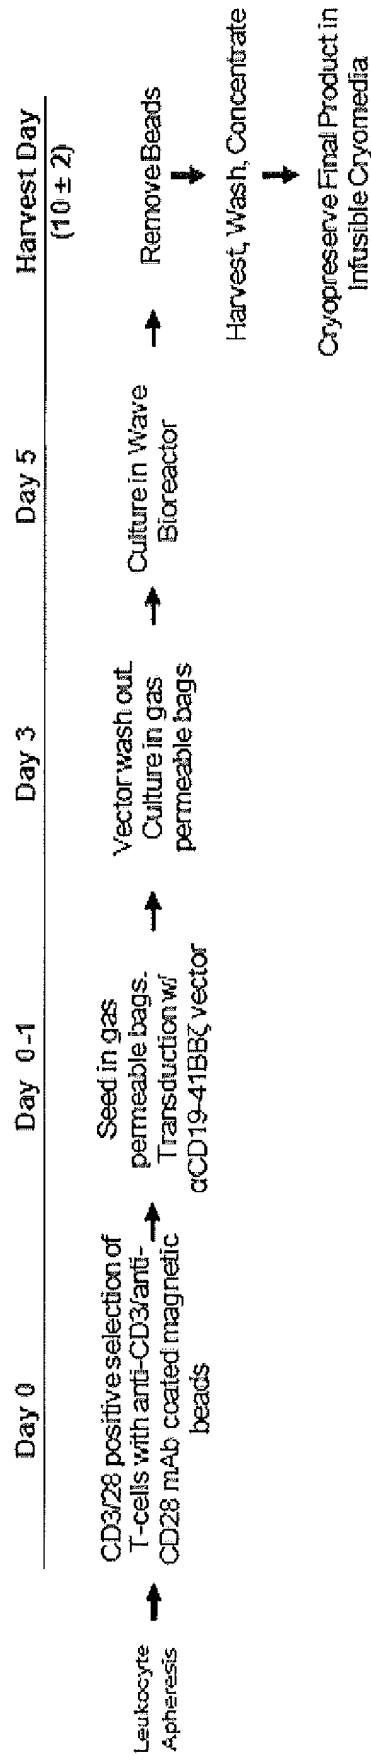 Leukocyte
Apheresis
Day 0
CD3/28 positive selection of
T-cells with anti-CD3/anti-
CD28 mAb coated magnetic
beads
Day 0-1
Seed in gas
permeable bags.
Transduction w/
αCD19-41BBζ vector
Day 3
Vector wash out.
Culture in gas
permeable bags
Day 5
Culture in Wave
Bioreactor
Harvest Day
(10 ± 2)
Remove Beads
Harvest, Wash, Concentrate
Cryopreserve Final Product in
Infusible Cryomedia